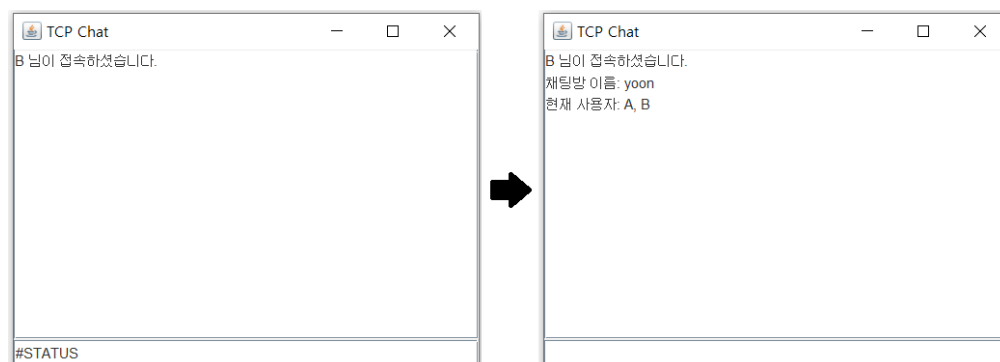 TCP Chat
B 님이 접속하셨습니다.
#STATUS
TCP Chat
B 님이 접속하셨습니다.
채팅방 이름: yoon
현재 사용자: A, B